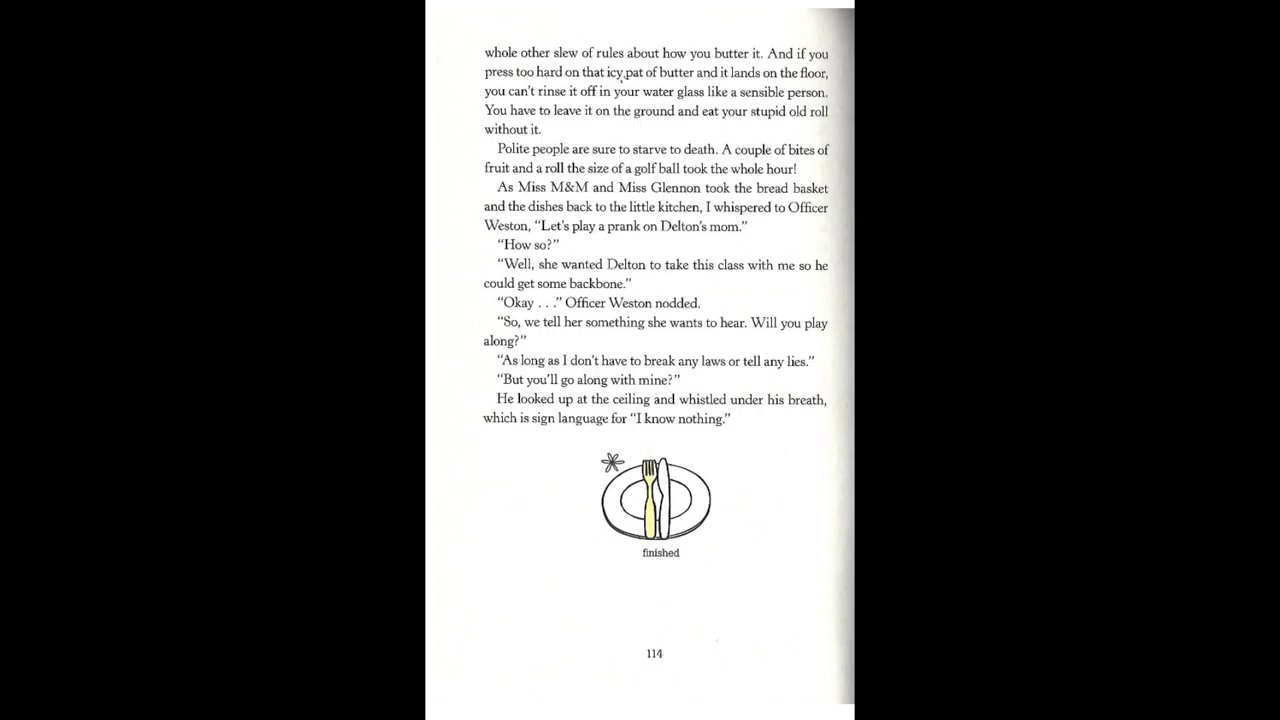 whole other slew of rules about how you butter it. And if you
press too hard on that icy pat of butter and it lands on the floor,
you can't rinse it off in your water glass like a sensible person.
You have to leave it on the ground and eat your stupid old roll
without it.
Polite people are sure to starve to death. A couple of bites of
fruit and a roll the size of a golf ball took the whole hour!
As Miss M&M and Miss Glennon took the bread basket
and the dishes back to the little kitchen, I whispered to Officer
Weston, “Let's play a prank on Delton's mom.”
“How so?”
“Well, she wanted Delton to take this class with me so he
could get some backbone.”
“Okay . . .” Officer Weston nodded.
“So, we tell her something she wants to hear. Will you play
along?”
“As long as I don't have to break any laws or tell any lies.”
“But you'll go along with mine?”
He looked up at the ceiling and whistled under his breath,
which is sign language for “I know nothing.”
finished
114